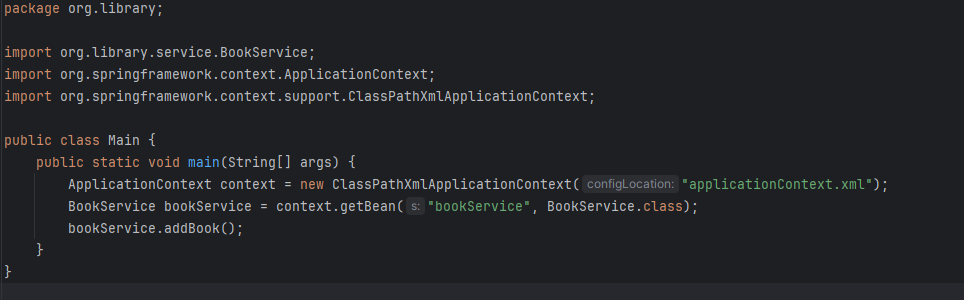 package org.library;
import org.library.service.BookService;
import org.springframework.context.ApplicationContext;
import org.springframework.context.support.ClassPathXmlApplicationContext;
public class Main {
public static void main(String[] args) {
ApplicationContext context = new ClassPathXmlApplicationContext( configLocation: "applicationContext.xml");
BookService bookService = context.getBean( s: "bookService", BookService.class);
bookService.addBook();
}
}